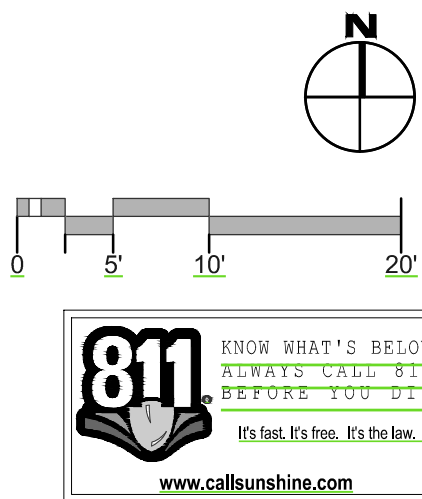 N
0 5' 10' 20'
811
KNOW WHAT'S
ALWAYS CALL
BEFORE YOU
It's fast. It's free. It's the law.
www.callsunshine.com